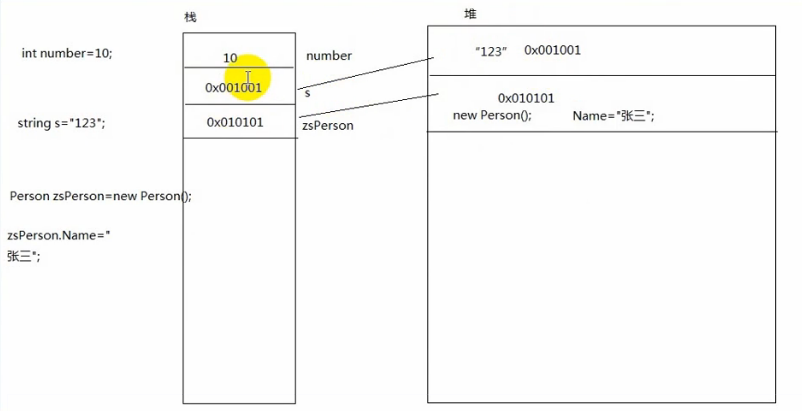 栈
堆
int number=10;
10
number
"123" 0x001001
0x001001
s
string s="123";
0x010101
zsPerson
0x010101
new Person(); Name="张三";
Person zsPerson=new Person();
zsPerson.Name="
张三";